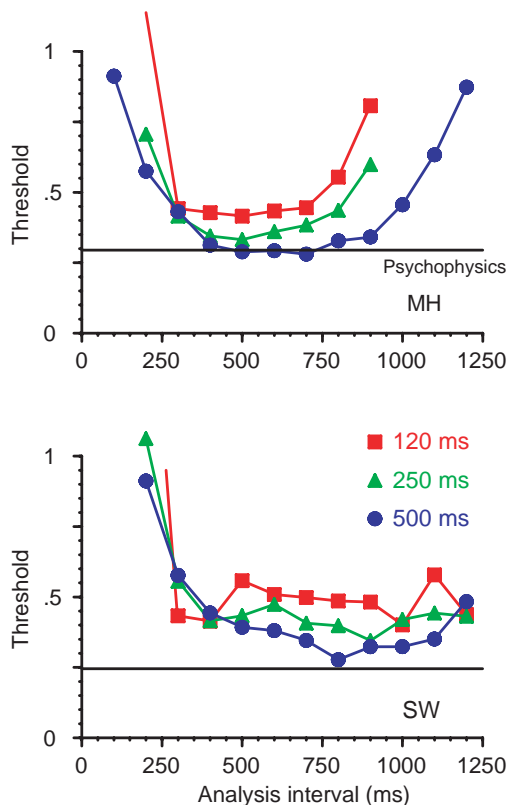 1
Threshold
.5
Psychophysics
MH
0
0 250 500 750 1000 1250
1
120 ms
250 ms
500 ms
Threshold
.5
SW
0
0 250 500 750 1000 1250
Analysis interval (ms)